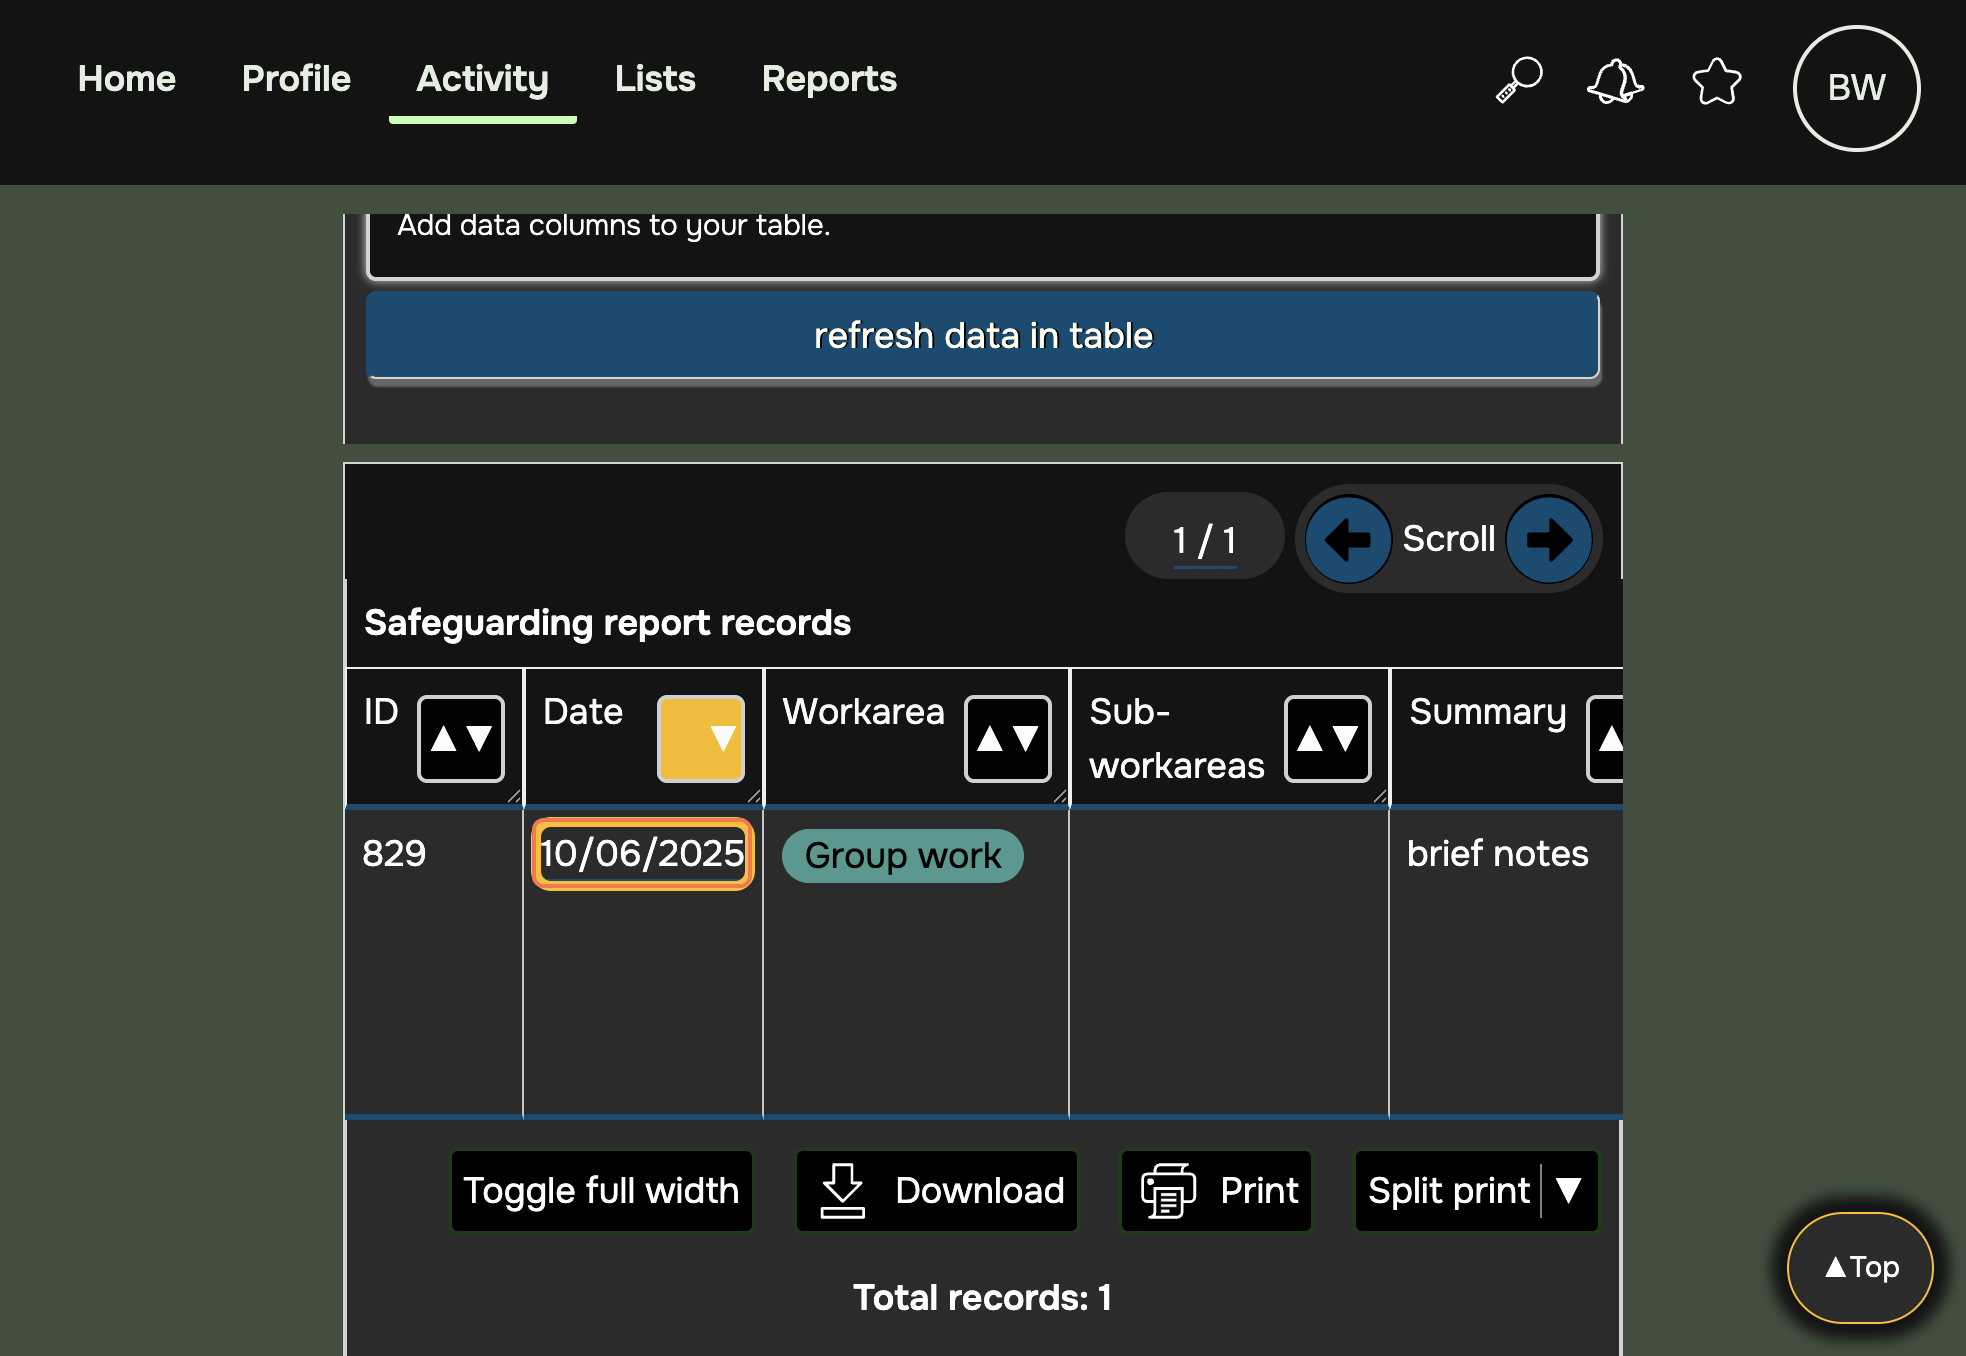 Home Profile Activity Lists Reports BW
Add data columns to your table.
refresh data in table
1 / 1 Scroll
Safeguarding report records
ID ▲▼ Date ▼ Workarea ▲▼ Sub-workareas ▲▼ Summary ▲
829 10/06/2025 Group work brief notes
Toggle full width Download Print Split print ▼
▲Top
Total records: 1